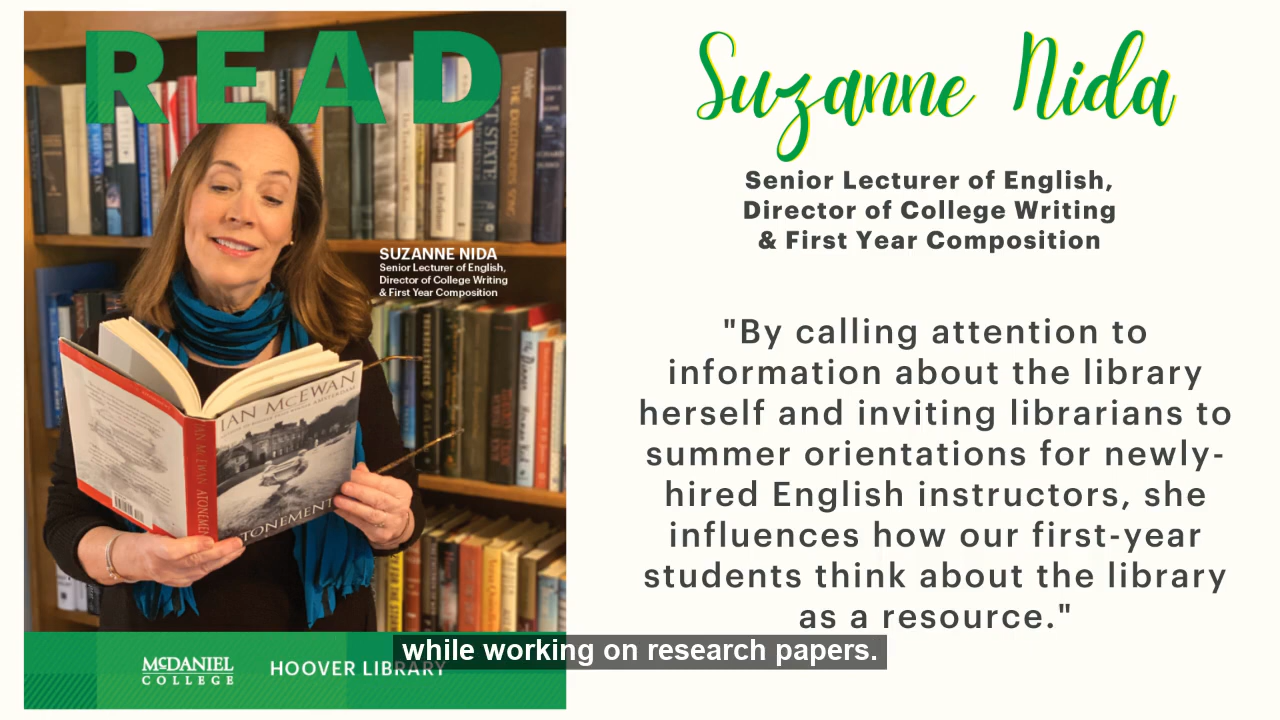 READ
SUZANNE NIDA
Senior Lecturer of English,
Director of College Writing
& First Year Composition
IAN McEWAN
IAN McEWAN ATONEMENT
ATONEMENT
McDANIEL
COLLEGE
HOOVER LIBRARY
Suzanne Nida
Senior Lecturer of English,
Director of College Writing
& First Year Composition
"By calling attention to
information about the library
herself and inviting librarians to
summer orientations for newly-
hired English instructors, she
influences how our first-year
students think about the library
as a resource."
while working on research papers.